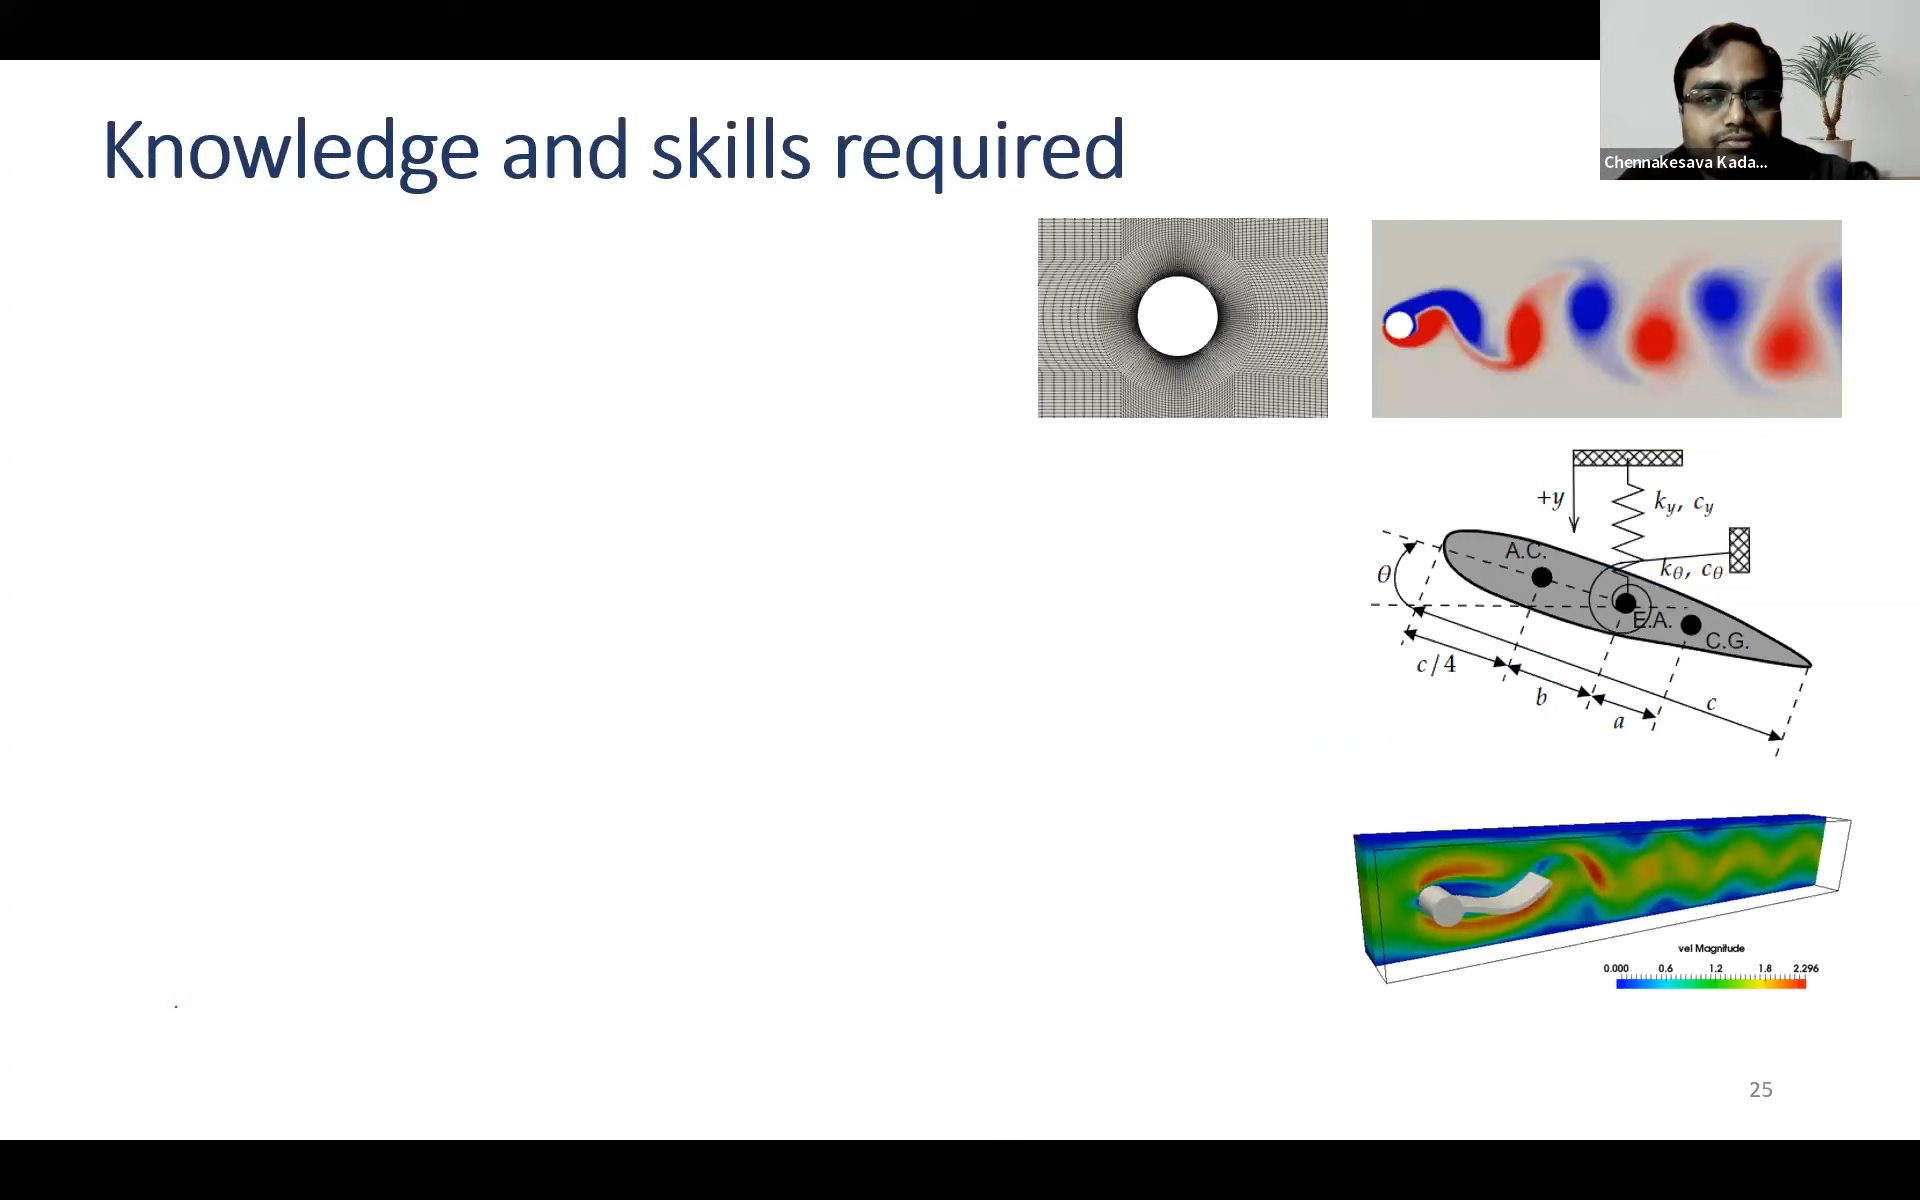 Chennakesava Kada...
Knowledge and skills required
+y
k_y, c_y
A.C.
θ
k_θ, c_θ
E.A.
C.G.
c/4
b
a
c
vel Magnitude
0.000 0.6 1.2 1.8 2.296
25